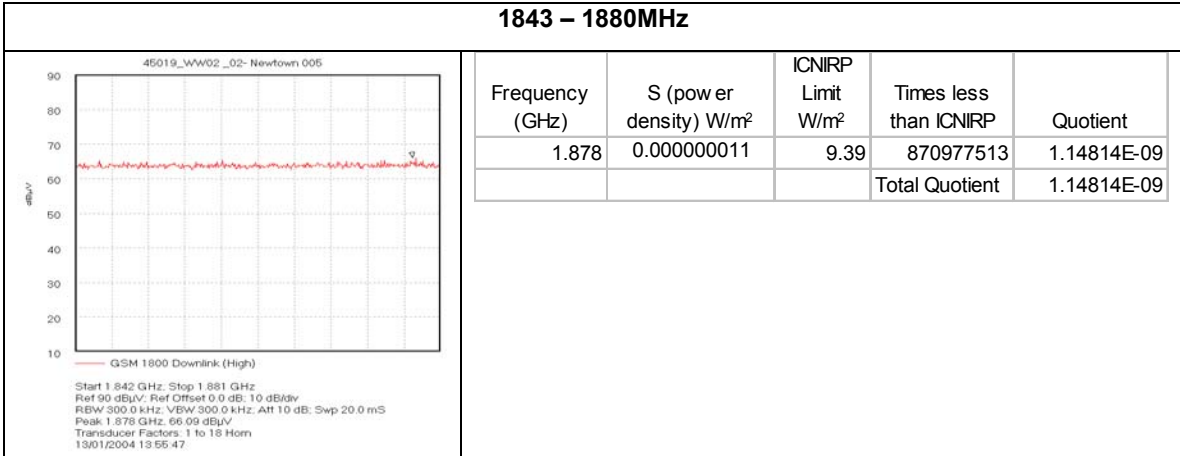 1843 – 1880MHz
45019_WW02 _02- Newtown 005
90
80
70
60
50
40
30
20
10
dBµV
GSM 1800 Downlink (High)
Start 1.842 GHz; Stop 1.881 GHz
Ref 90 dBµV; Ref Offset 0.0 dB; 10 dB/div
RBW 300.0 kHz; VBW 300.0 kHz; Att 10 dB; Swp 20.0 mS
Peak 1.878 GHz, 66.09 dBµV
Transducer Factors: 1 to 18 Horn
13/01/2004 13:55:47
Frequency (GHz) S (pow er density) W/m² ICNIRP Limit W/m² Times less than ICNIRP Quotient
1.878 0.000000011 9.39 870977513 1.14814E-09
Total Quotient 1.14814E-09